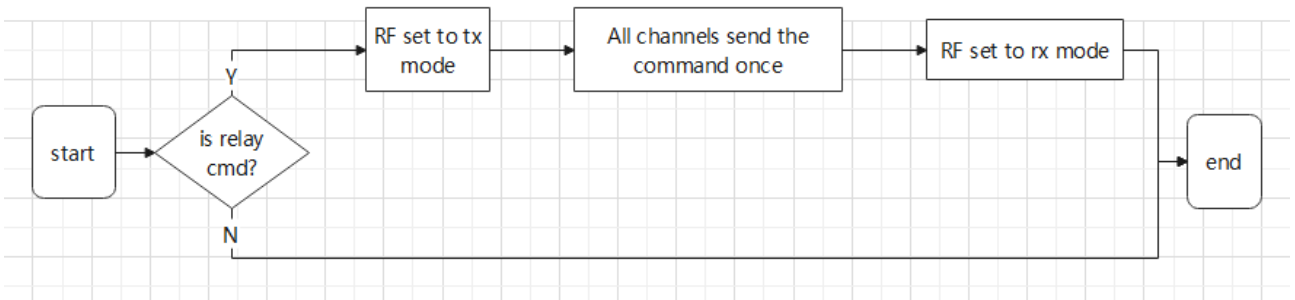 start
is relay
cmd?
Y
RF set to tx
mode
All channels send the
command once
RF set to rx mode
N
end